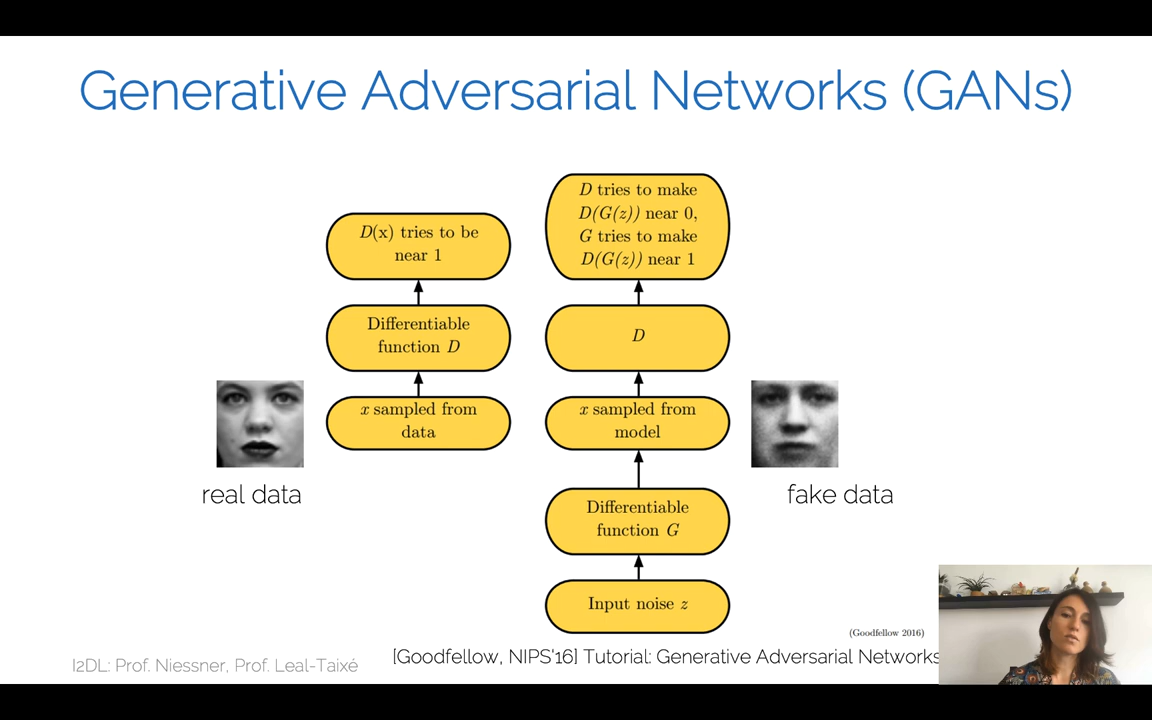 Generative Adversarial Networks (GANs)
D(x) tries to be
near 1
Differentiable
function D
x sampled from
data
real data
D tries to make
D(G(z)) near 0,
G tries to make
D(G(z)) near 1
D
x sampled from
model
fake data
Differentiable
function G
Input noise z
(Goodfellow 2016)
I2DL: Prof. Niessner, Prof. Leal-Taixé
[Goodfellow, NIPS'16] Tutorial: Generative Adversarial Networks